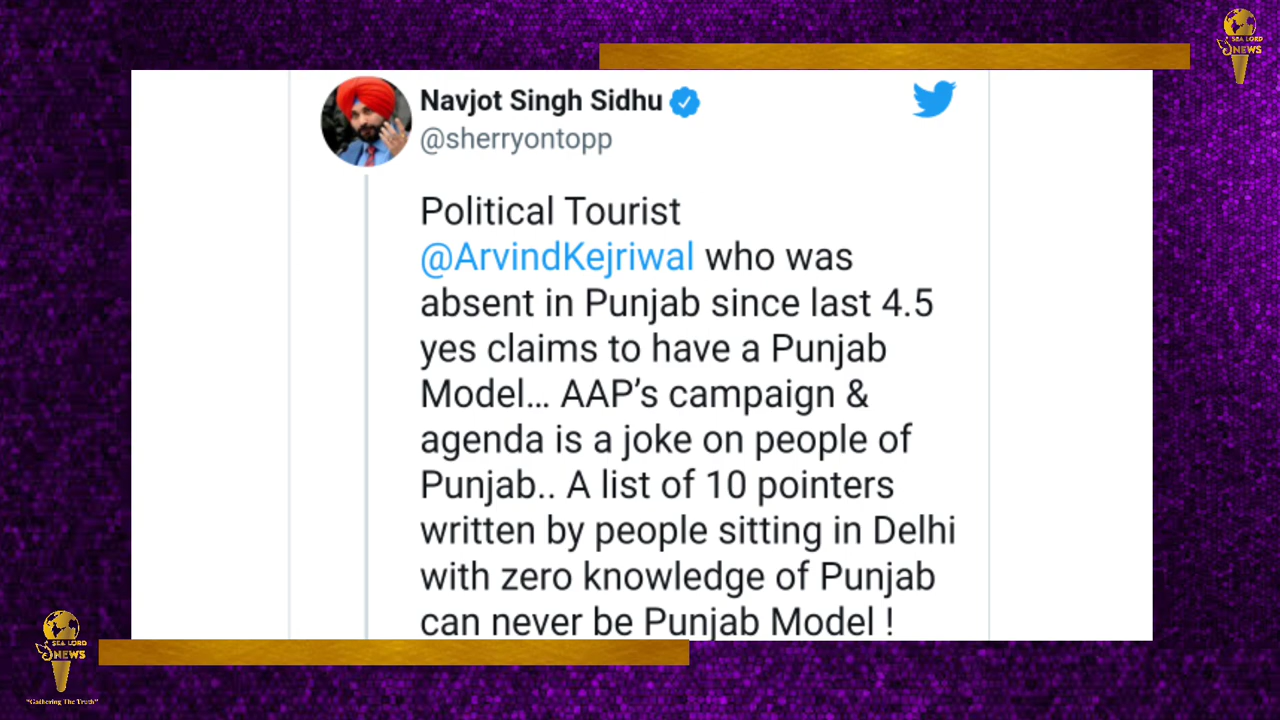 SEA LORD
NEWS
Navjot Singh Sidhu
@sherryontopp
Political Tourist
@ArvindKejriwal who was
absent in Punjab since last 4.5
yes claims to have a Punjab
Model... AAP’s campaign &
agenda is a joke on people of
Punjab.. A list of 10 pointers
written by people sitting in Delhi
with zero knowledge of Punjab
can never be Punjab Model !
SEA LORD
NEWS
"Gathering The Truth"